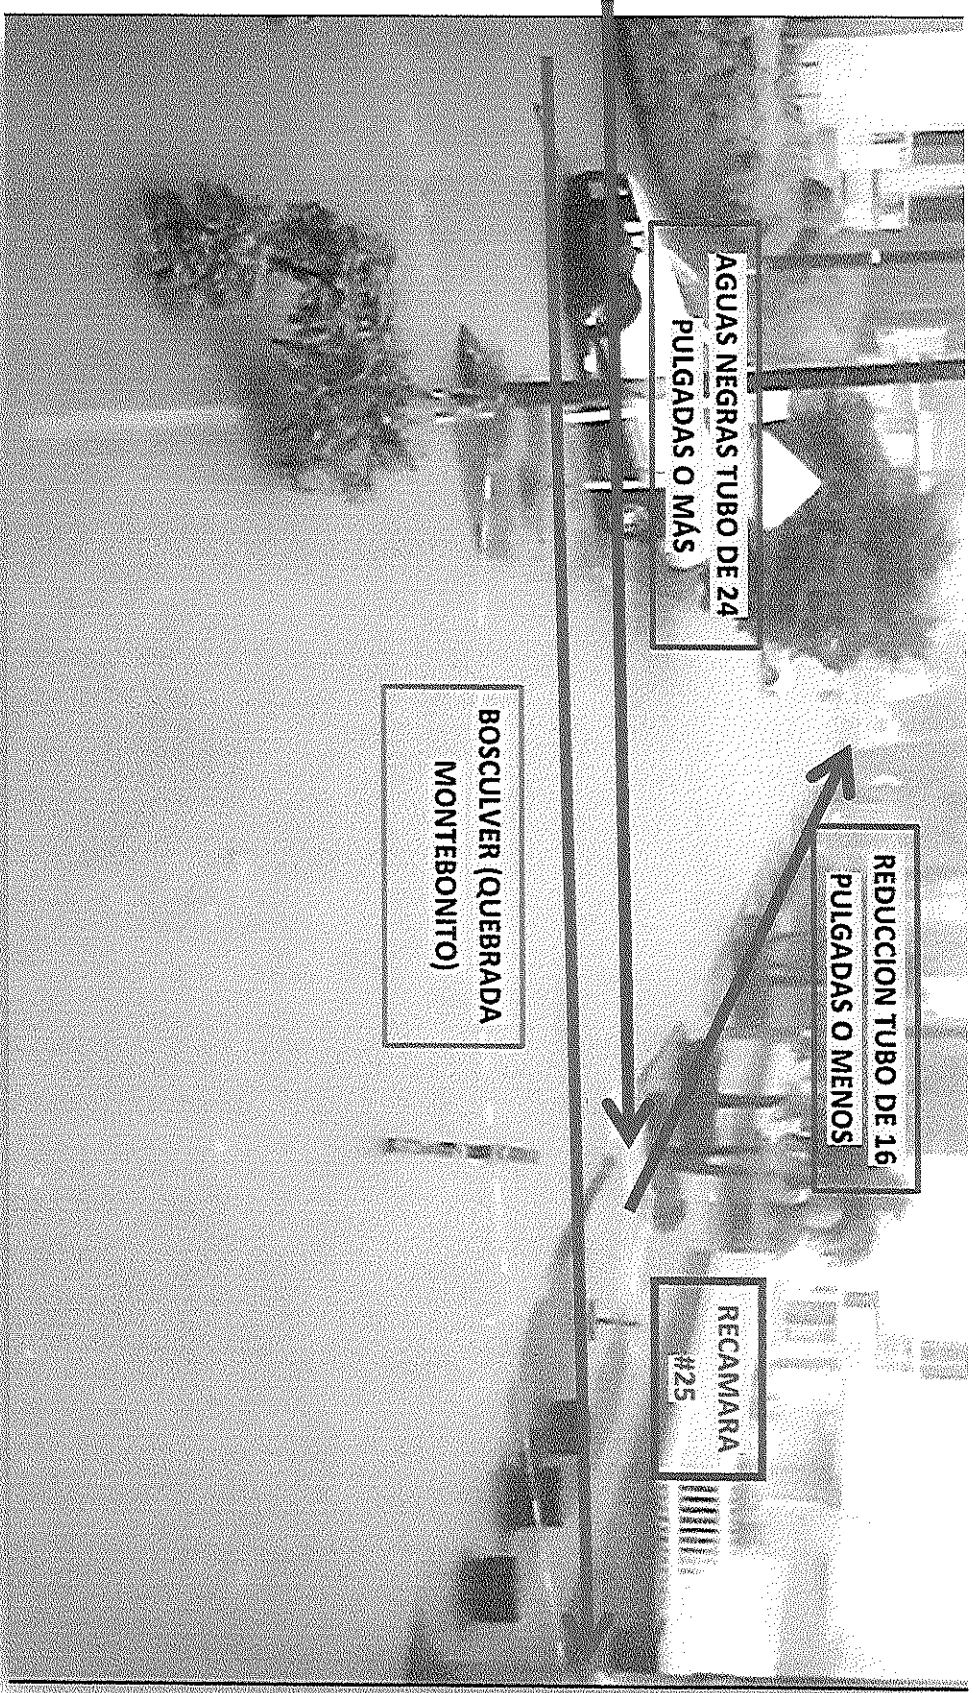 AGUAS NEGRAS TUBO DE 24
PULGADAS O MÁS
REDUCCION TUBO DE 16
PULGADAS O MENOS
RECAMARA
#25
BOSCULVER (QUEBRADA
MONTEBONITO)